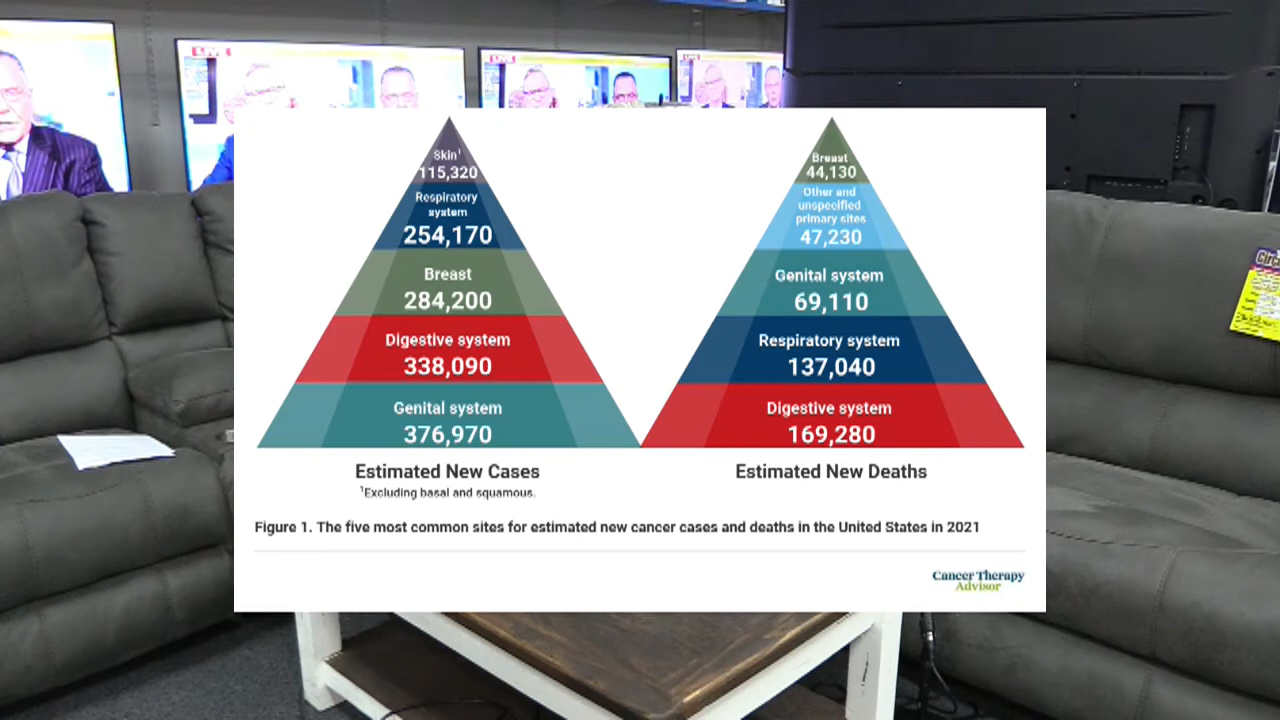 LIVE
LIVE
LIVE
Skin¹
115,320
Respiratory
system
254,170
Breast
284,200
Digestive system
338,090
Genital system
376,970
Estimated New Cases
¹Excluding basal and squamous.
Breast
44,130
Other and
unspecified
primary sites
47,230
Genital system
69,110
Respiratory system
137,040
Digestive system
169,280
Estimated New Deaths
Figure 1. The five most common sites for estimated new cancer cases and deaths in the United States in 2021
Cancer Therapy
Advisor